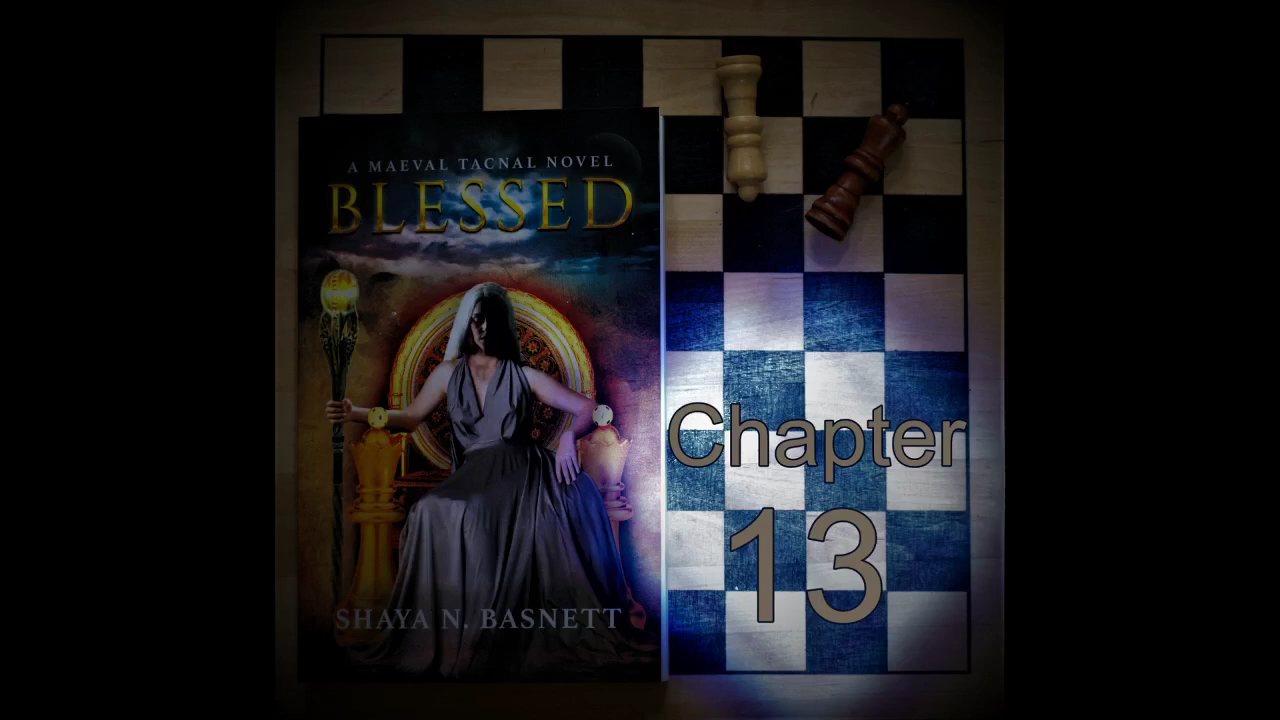 A MAEVAL TACNAL NOVEL
BLESSED
SHAYA N. BASNETT
Chapter
13